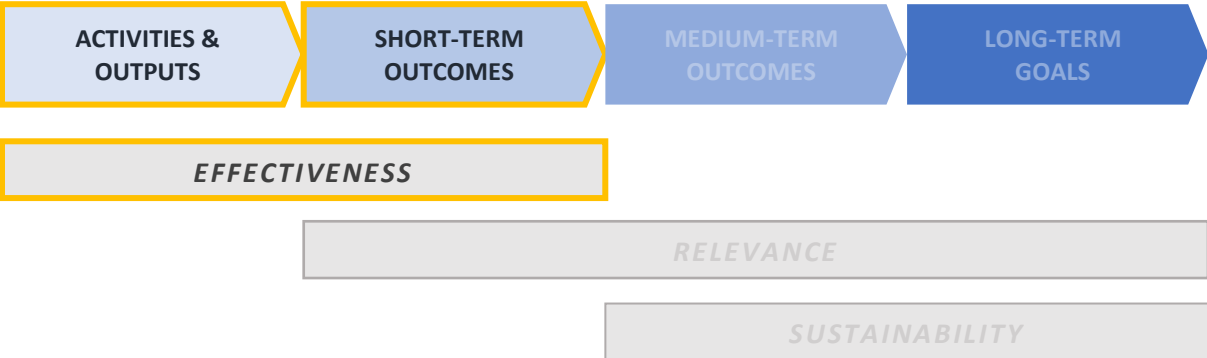 ACTIVITIES &
OUTPUTS
SHORT-TERM
OUTCOMES
MEDIUM-TERM
OUTCOMES
LONG-TERM
GOALS
EFFECTIVENESS
RELEVANCE
SUSTAINABILITY